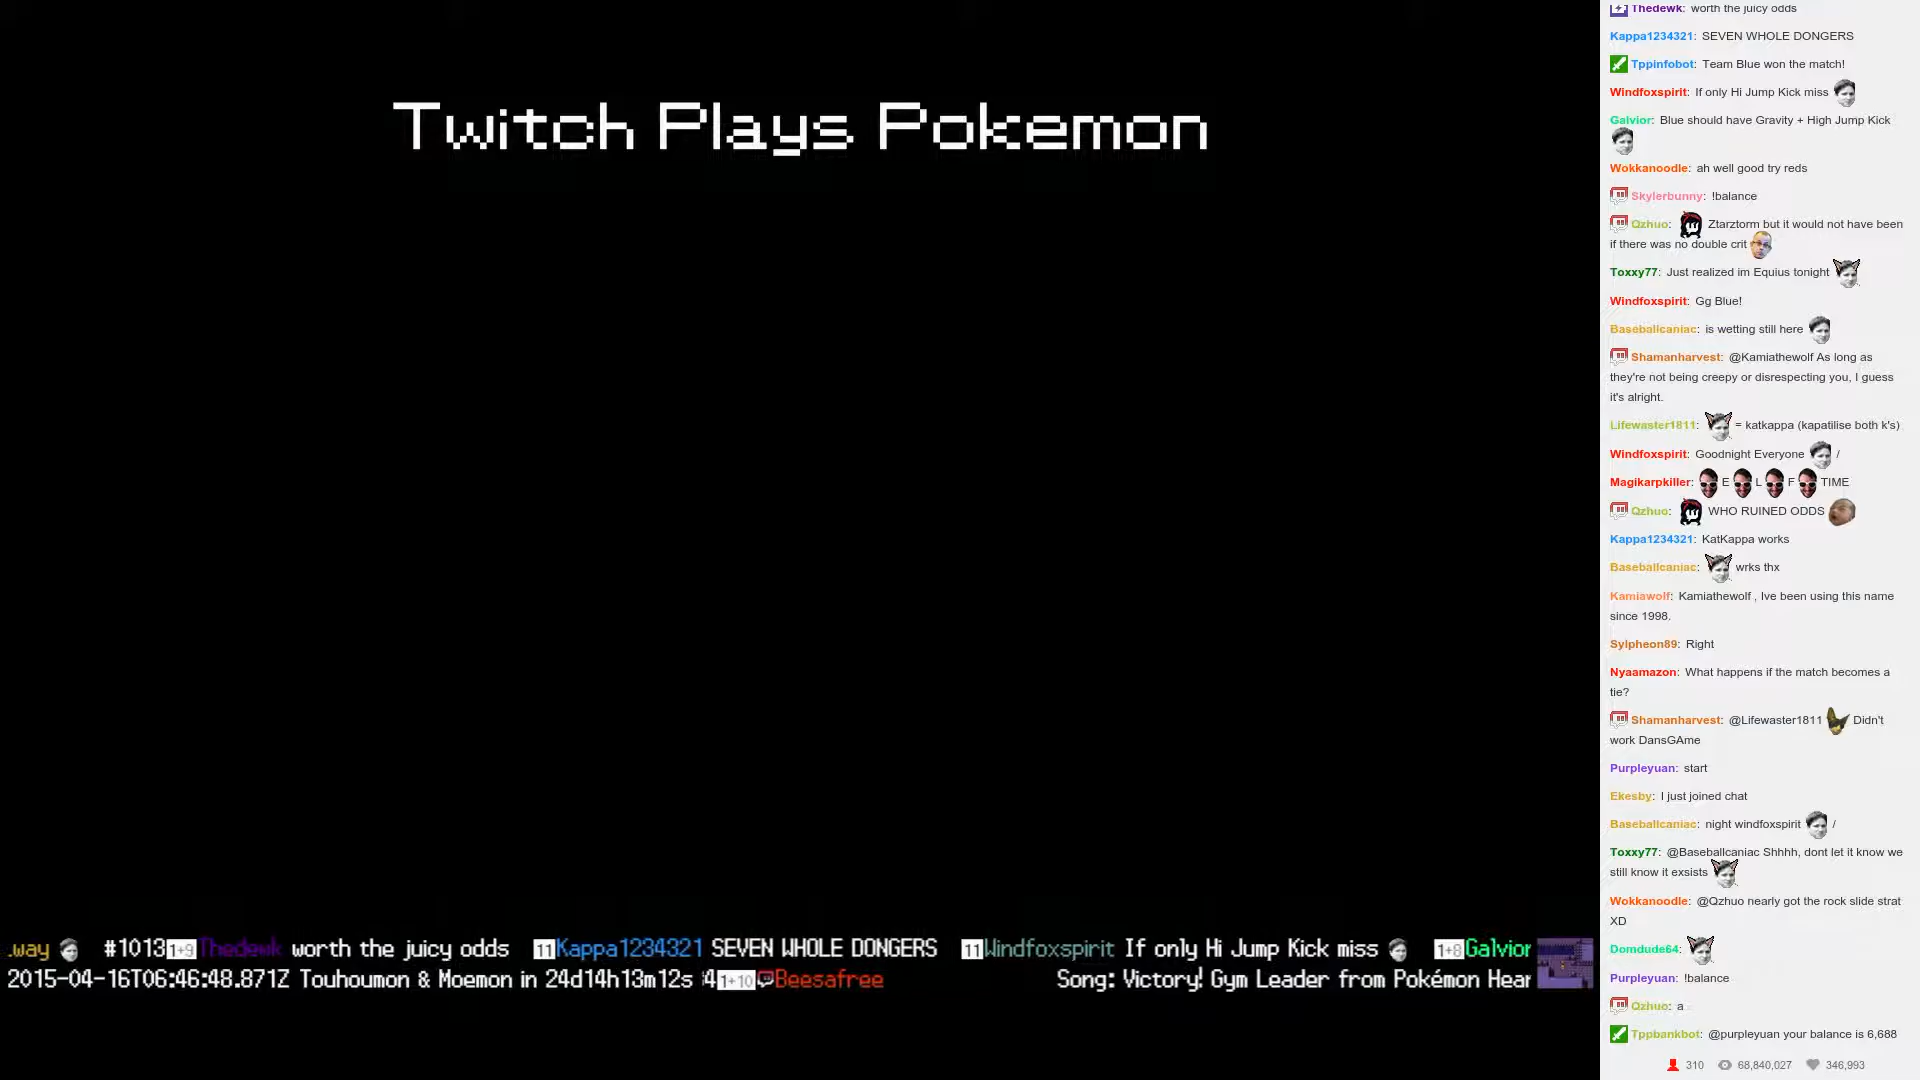 Twitch Plays Pokemon
.way #1013 1+9 Thedewk worth the juicy odds 11 Kappa1234321 SEVEN WHOLE DONGERS 11 Windfoxspirit If only Hi Jump Kick miss 1+8 Galvior
2015-04-16T06:46:48.871Z Touhoumon & Moemon in 24d14h13m12s 4 1+10 Beesafree Song: Victory! Gym Leader from Pokémon Hear
Thedewk: worth the juicy odds
Kappa1234321: SEVEN WHOLE DONGERS
Tppinfobot: Team Blue won the match!
Windfoxspirit: If only Hi Jump Kick miss
Galvior: Blue should have Gravity + High Jump Kick
Wokkanoodle: ah well good try reds
Skylerbunny: !balance
Qzhuo: Ztarztorm but it would not have been
if there was no double crit
Toxxy77: Just realized im Equius tonight
Windfoxspirit: Gg Blue!
Baseballcaniac: is wetting still here
Shamanharvest: @Kamiathewolf As long as
they're not being creepy or disrespecting you, I guess
it's alright.
Lifewaster1811: = katkappa (kapatilise both k's)
Windfoxspirit: Goodnight Everyone /
Magikarpkiller: E L F TIME
Qzhuo: WHO RUINED ODDS
Kappa1234321: KatKappa works
Baseballcaniac: wrks thx
Kamiawolf: Kamiathewolf , Ive been using this name
since 1998.
Sylpheon89: Right
Nyaamazon: What happens if the match becomes a
tie?
Shamanharvest: @Lifewaster1811 Didn't
work DansGAme
Purpleyuan: start
Ekesby: I just joined chat
Baseballcaniac: night windfoxspirit /
Toxxy77: @Baseballcaniac Shhhh, dont let it know we
still know it exsists
Wokkanoodle: @Qzhuo nearly got the rock slide strat
XD
Domdude64:
Purpleyuan: !balance
Qzhuo: a
Tppbankbot: @purpleyuan your balance is 6,688
310 68,840,027 346,993